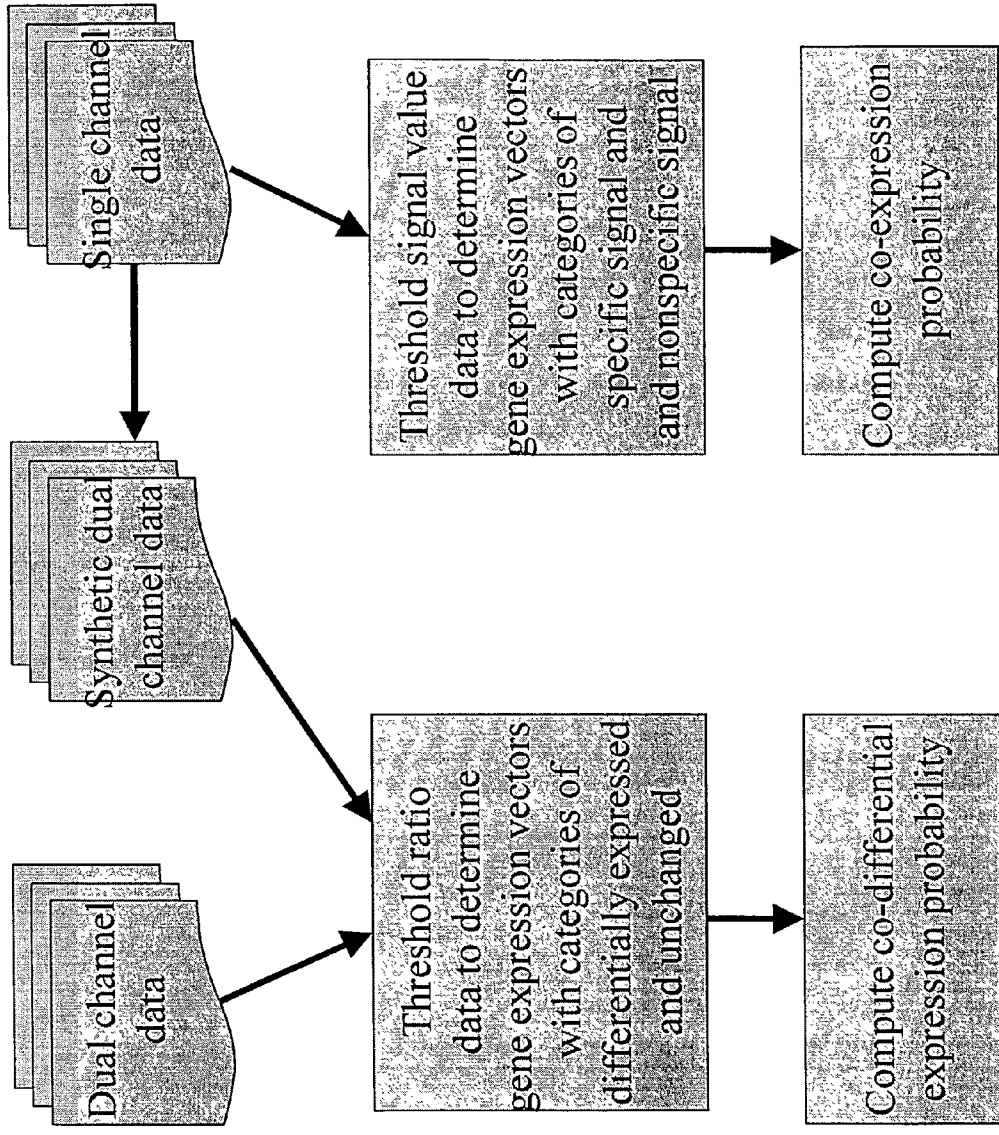 Dual channel
data
Synthetic dual
channel data
Single channel
data
Threshold ratio
data to determine
gene expression vectors
with categories of
differentially expressed
and unchanged
Threshold signal value
data to determine
gene expression vectors
with categories of
specific signal and
and nonspecific signal
Compute co-differential
expression probability
Compute co-expression
probability